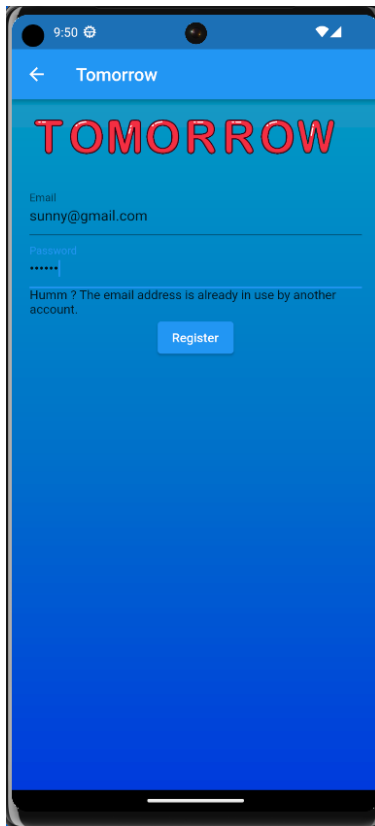 9:50
Tomorrow
TOMORROW
Email
sunny@gmail.com
Password
••••••
Humm ? The email address is already in use by another
account.
Register